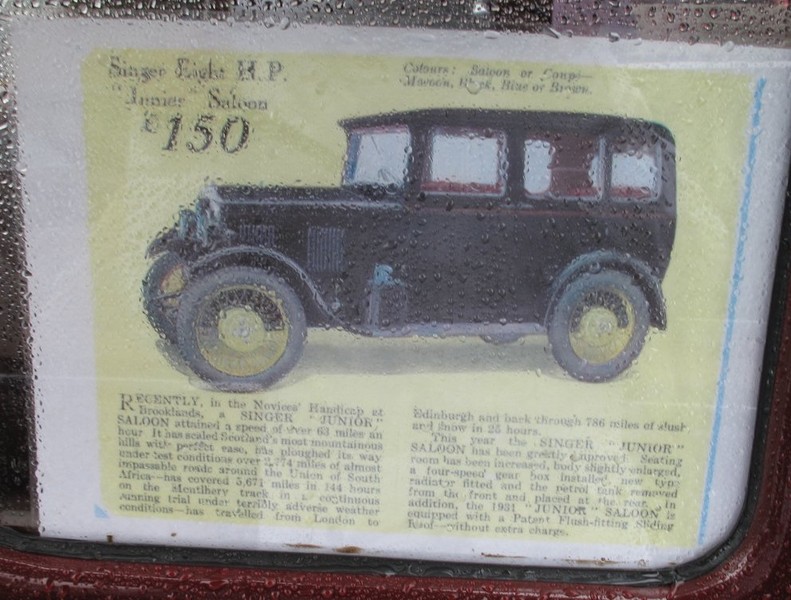 Singer Eight H.P.
"Junior" Saloon
£150
Colours: Saloon or Coupe—
Maroon, Black, Blue or Brown.
RECENTLY, in the Novices' Handicap at
Brooklands, a SINGER "JUNIOR"
SALOON attained a speed of over 63 miles an
hour. It has scaled Scotland's most mountainous
hills with perfect ease, has ploughed its way
under test conditions over 2,774 miles of almost
impassable roads around the Union of South
Africa—has covered 5,671 miles in 144 hours
on the Montlhery track in a continuous
running trial under terribly adverse weather
conditions—has travelled from London to
Edinburgh and back through 786 miles of slush
and snow in 25 hours.
This year the SINGER "JUNIOR"
SALOON has been greatly improved. Seating
room has been increased, body slightly enlarged,
a four-speed gear box installed, new type
radiator fitted and the petrol tank removed
from the front and placed at the rear. In
addition, the 1931 "JUNIOR" SALOON is
equipped with a Patent Flush-fitting Sliding
Roof—without extra charge.